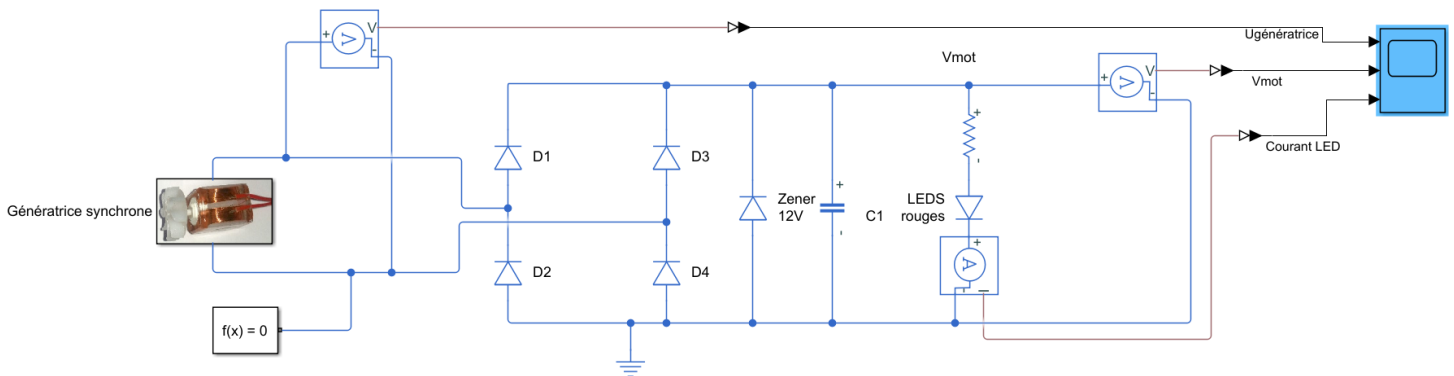 V
+
V
-
Ugénératrice
Vmot
+
V
V
-
Vmot
Courant LED
D1
D3
+
-
Génératrice synchrone
Zener
12V
+
-
C1
LEDS
rouges
D2
D4
+
A
-
I
f(x) = 0